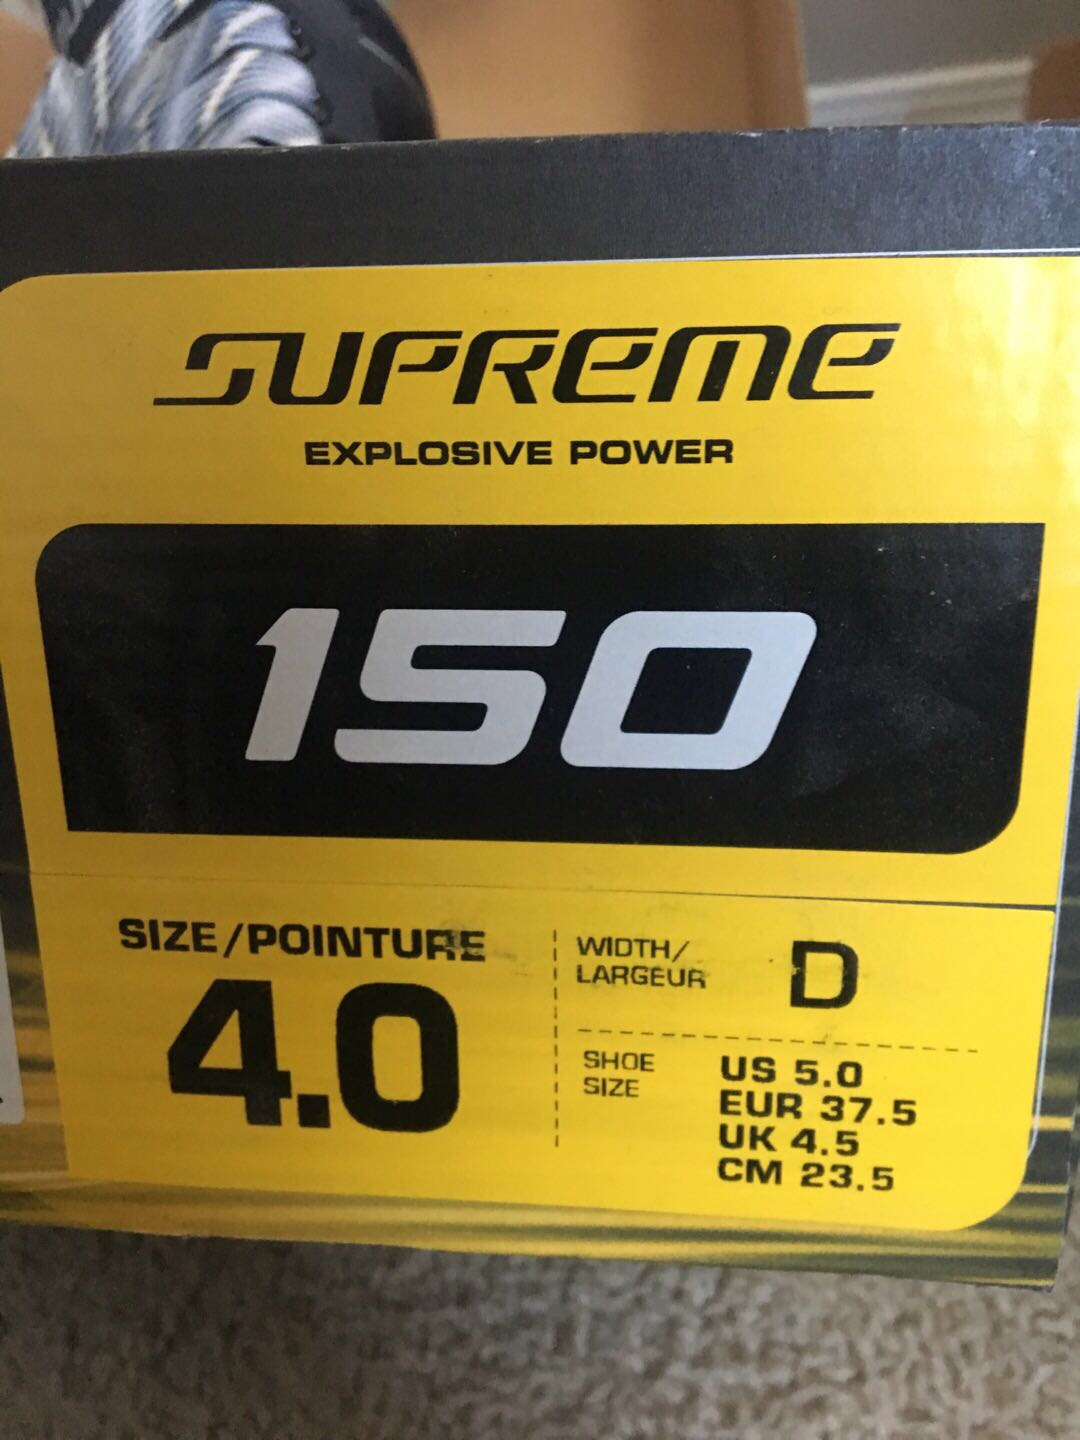 SUPREME
EXPLOSIVE POWER
150
SIZE/POINTURE
4.0
WIDTH/
LARGEUR
D
SHOE
SIZE
US 5.0
EUR 37.5
UK 4.5
CM 23.5